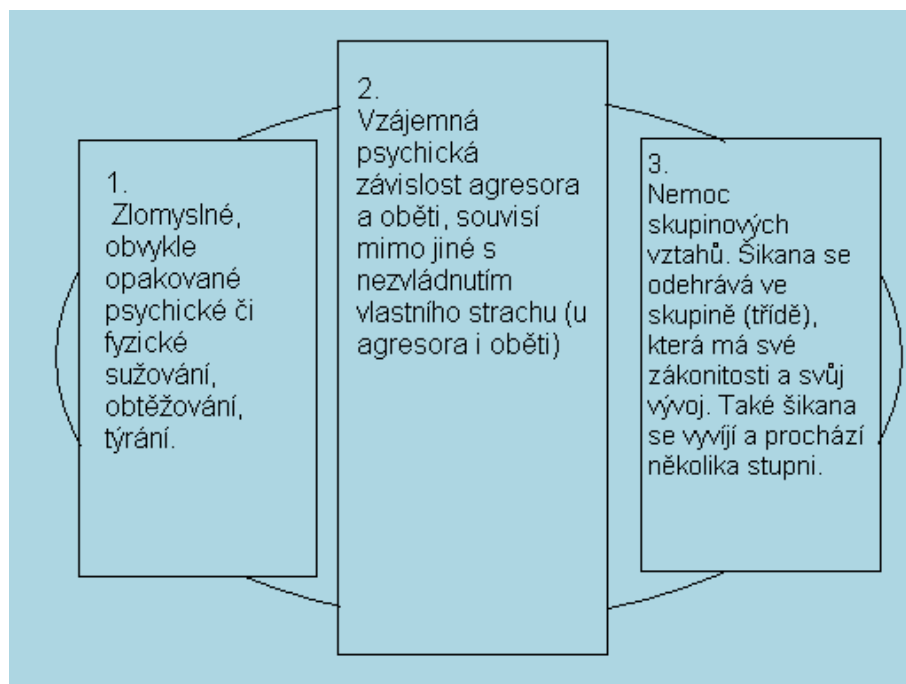 1.
Zlomyslné,
obvykle
opakované
psychické či
fyzické
sužování,
obtěžování,
týrání.
2.
Vzájemná
psychická
závislost agresora
a oběti, souvisí
mimo jiné s
nezvládnutím
vlastního strachu (u
agresora i oběti)
3.
Nemoc
skupinových
vztahů. Šikana se
odehrává ve
skupině (třídě),
která má své
zákonitosti a svůj
vývoj. Také šikana
se vyvíjí a prochází
několika stupni.